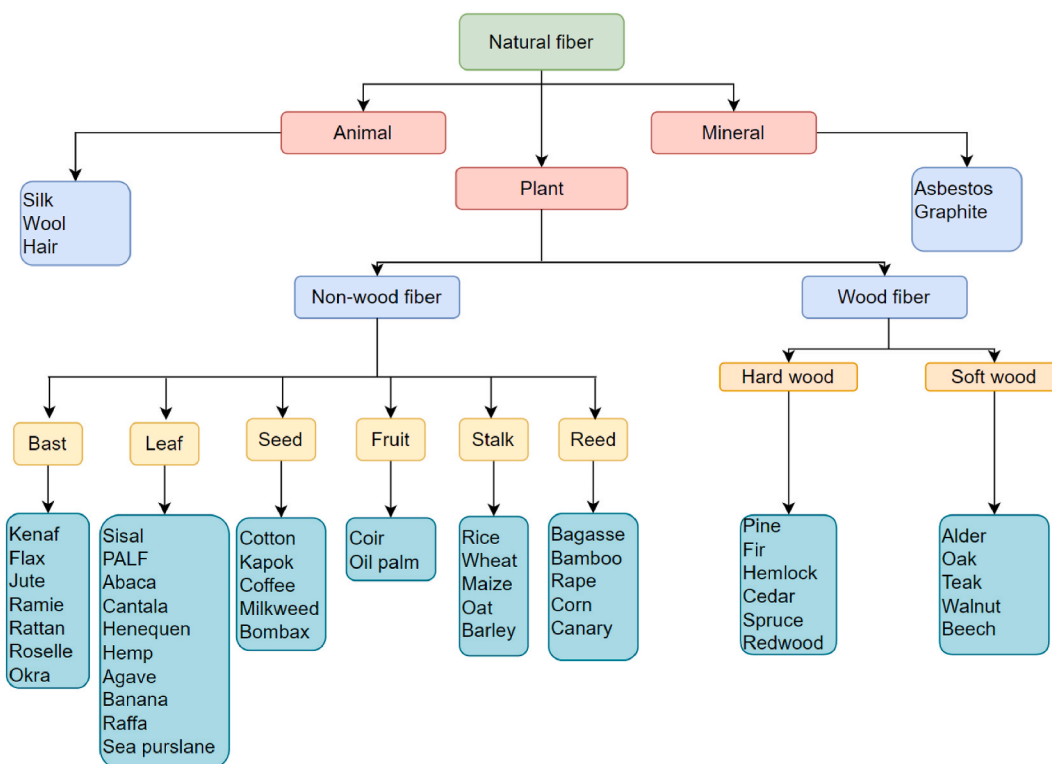 Natural fiber
Animal
Mineral
Plant
Silk
Wool
Hair
Asbestos
Graphite
Non-wood fiber
Wood fiber
Hard wood
Soft wood
Bast
Leaf
Seed
Fruit
Stalk
Reed
Kenaf
Flax
Jute
Ramie
Rattan
Roselle
Okra
Sisal
PALF
Abaca
Cantala
Henequen
Hemp
Agave
Banana
Raffa
Sea purslane
Cotton
Kapok
Coffee
Milkweed
Bombax
Coir
Oil palm
Rice
Wheat
Maize
Oat
Barley
Bagasse
Bamboo
Rape
Corn
Canary
Pine
Fir
Hemlock
Cedar
Spruce
Redwood
Alder
Oak
Teak
Walnut
Beech